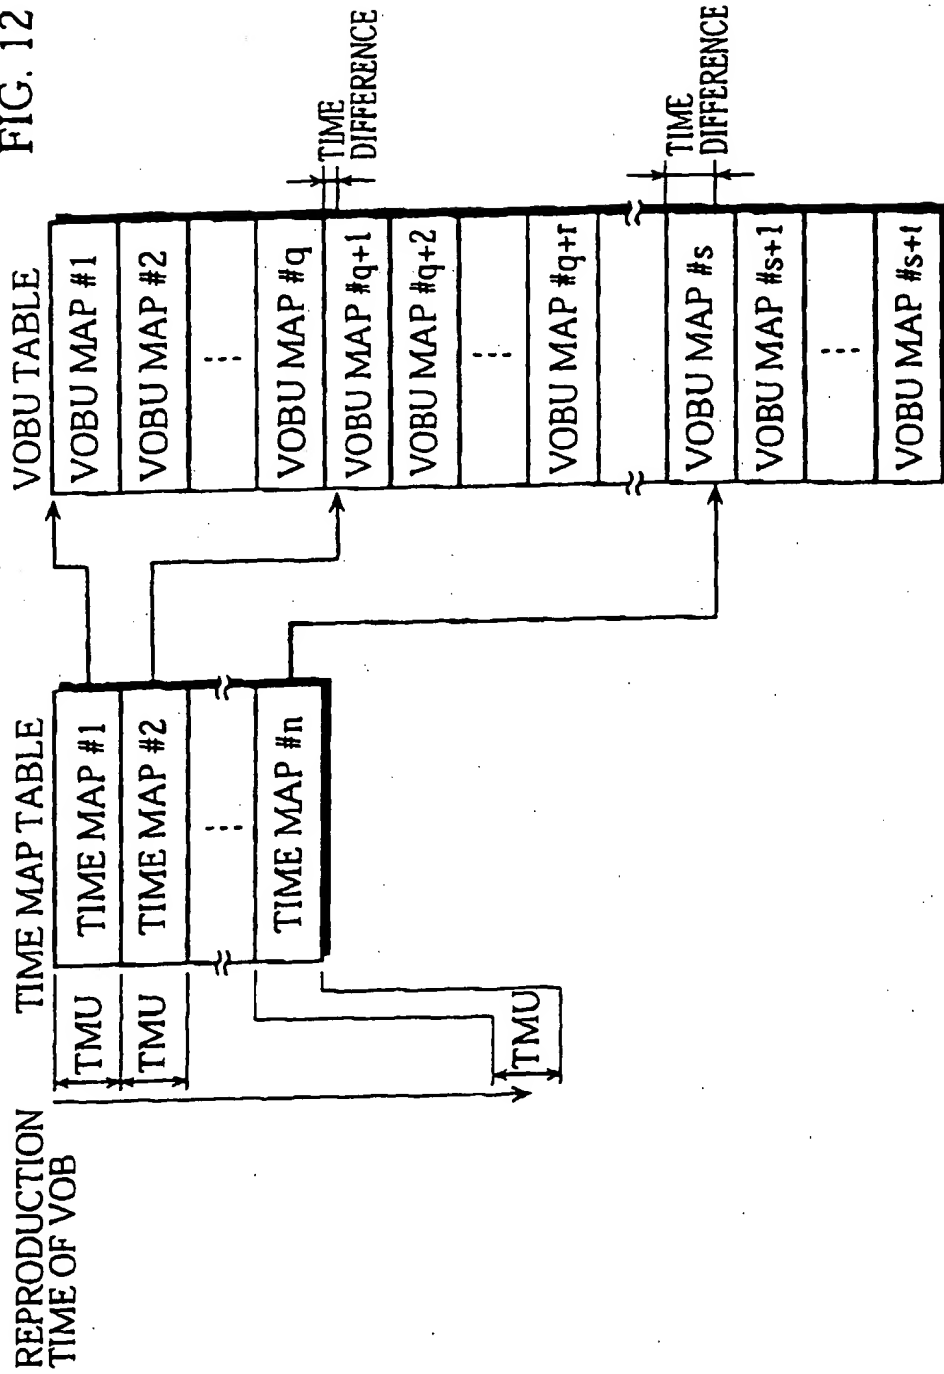 FIG. 12
REPRODUCTION
TIME OF VOB
TMU
TMU
TMU
TIME MAP TABLE
TIME MAP #1
TIME MAP #2
TIME MAP #n
VOBU TABLE
VOBU MAP #1
VOBU MAP #2
VOBU MAP #q
VOBU MAP #q+1
VOBU MAP #q+2
VOBU MAP #q+r
VOBU MAP #s
VOBU MAP #s+1
VOBU MAP #s+t
TIME
DIFFERENCE
TIME
DIFFERENCE